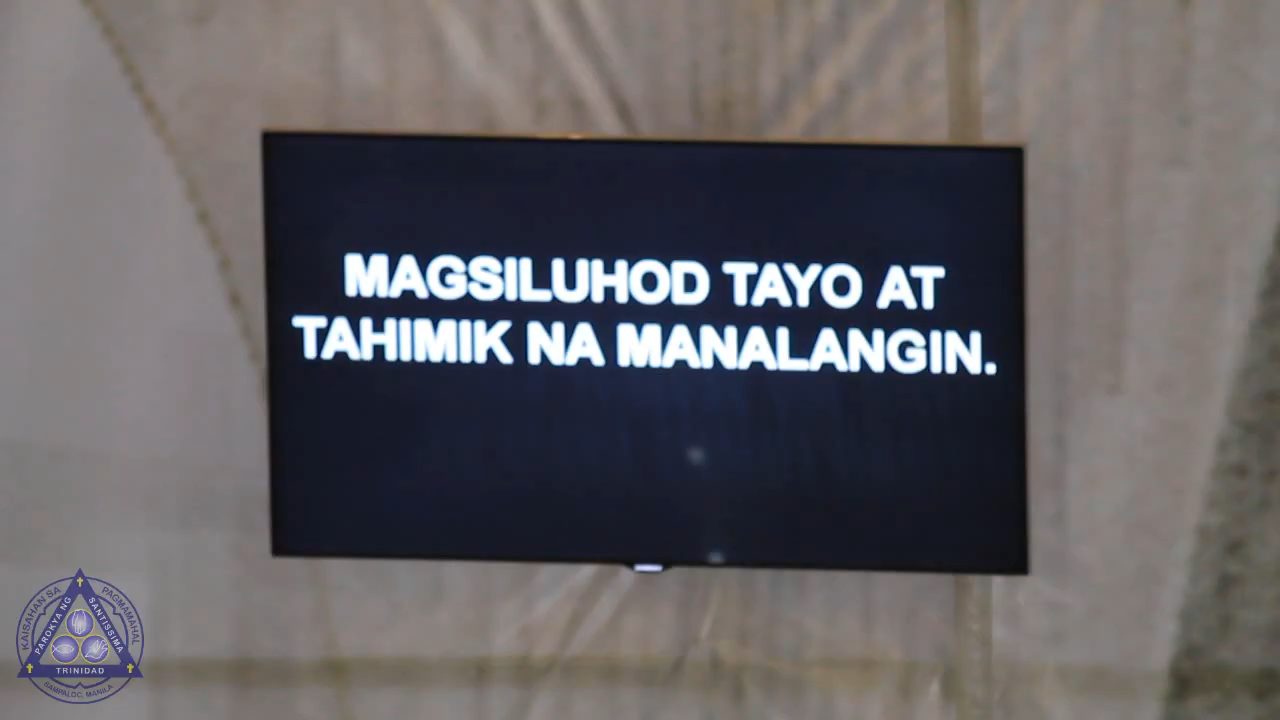 MAGSILUHOD TAYO AT
TAHIMIK NA MANALANGIN.
KAISAHAN SA PAGMAMAHAL
PAROKYA NG SANTISSIMA
TRINIDAD
SAMPALOC, MANILA